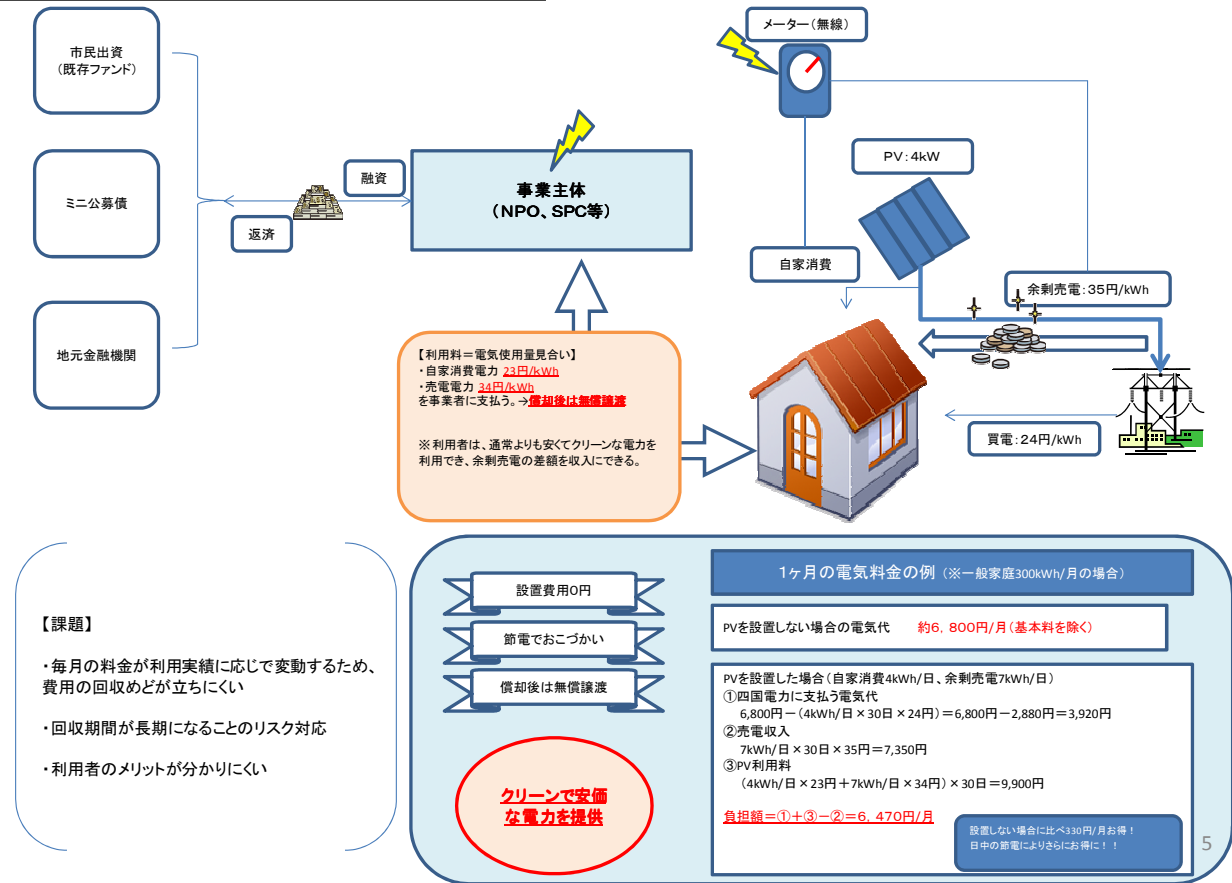 市民出資
(既存ファンド)
ミニ公募債
地元金融機関
融資
返済
事業主体
(NPO、SPC等)
メーター(無線)
PV:4kW
自家消費
余剰売電:35円/kWh
買電:24円/kWh
【利用料=電気使用量見合い】
・自家消費電力 23円/kWh
・売電電力 34円/kWh
を事業者に支払う。→償却後は無償譲渡
※利用者は、通常よりも安くてクリーンな電力を
利用でき、余剰売電の差額を収入にできる。
【課題】
・毎月の料金が利用実績に応じで変動するため、
費用の回収めどが立ちにくい
・回収期間が長期になることのリスク対応
・利用者のメリットが分かりにくい
設置費用0円
節電でおこづかい
償却後は無償譲渡
クリーンで安価
な電力を提供
1ヶ月の電気料金の例(※一般家庭300kWh/月の場合)
PVを設置しない場合の電気代 約6,800円/月(基本料を除く)
PVを設置した場合(自家消費4kWh/日、余剰売電7kWh/日)
①四国電力に支払う電気代
6,800円-(4kWh/日×30日×24円)=6,800円-2,880円=3,920円
②売電収入
7kWh/日×30日×35円=7,350円
③PV利用料
(4kWh/日×23円+7kWh/日×34円)×30日=9,900円
負担額=①+③-②=6,470円/月
設置しない場合に比べ330円/月お得!
日中の節電によりさらにお得に!!
5